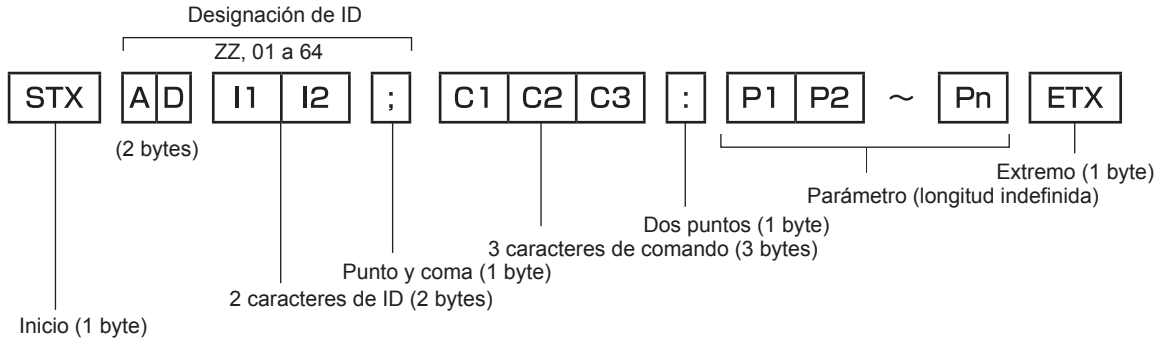 Designación de ID
ZZ, 01 a 64
STX A D I1 I2 ; C1 C2 C3 : P1 P2 ～ Pn ETX
(2 bytes)
Extremo (1 byte)
Parámetro (longitud indefinida)
Dos puntos (1 byte)
3 caracteres de comando (3 bytes)
Punto y coma (1 byte)
2 caracteres de ID (2 bytes)
Inicio (1 byte)